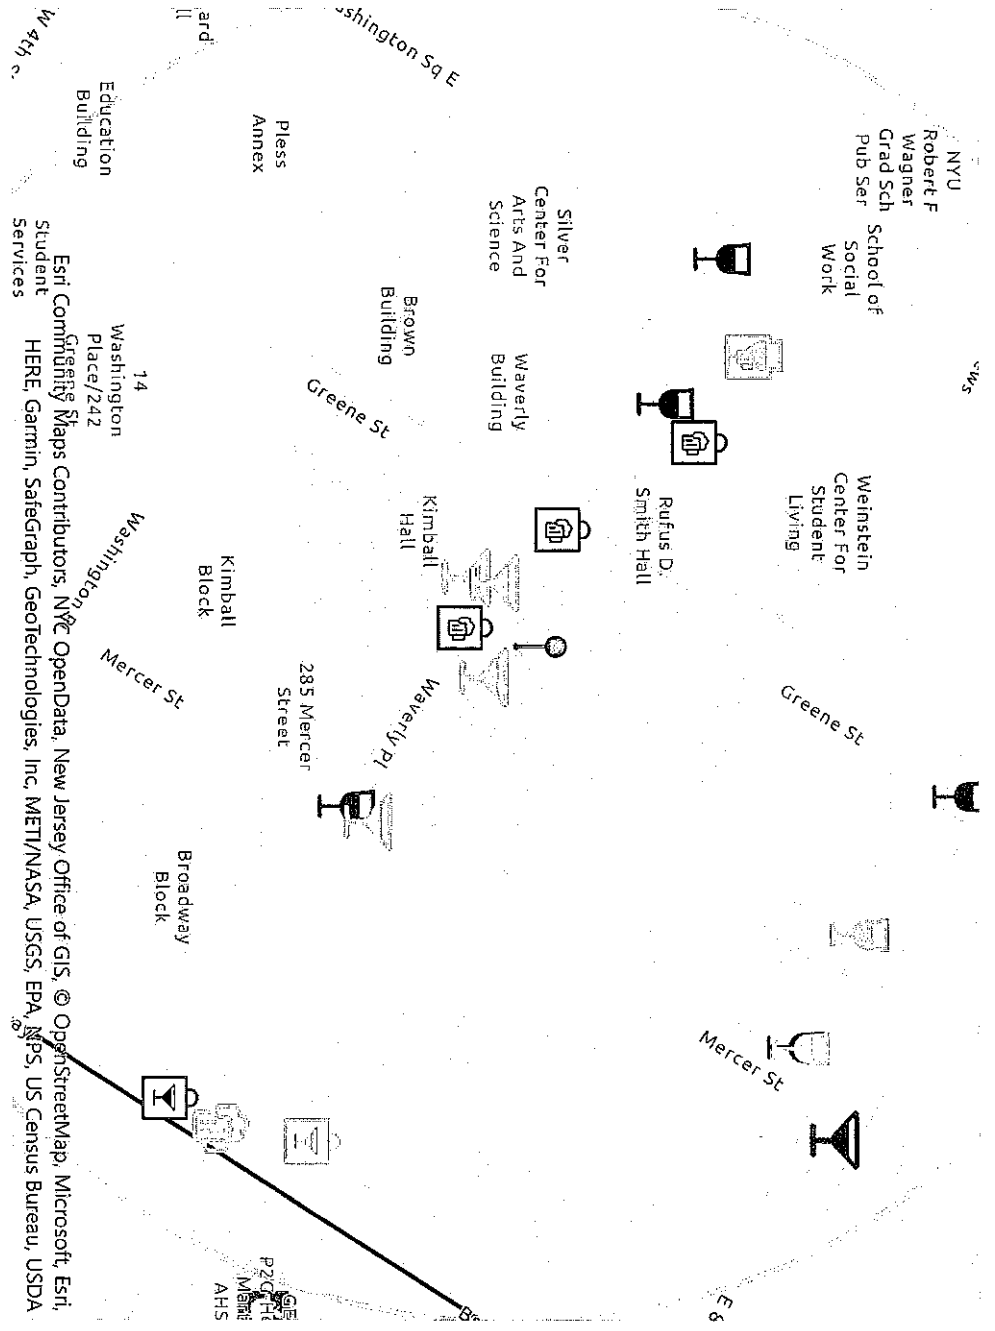 Washington Sq E
W 4th
Education
Building
Pless
Annex
NYU
Robert F
Wagner
Grad Sch
Pub Ser
School of
Social
Work
Silver
Center For
Arts And
Science
Student
Services
Brown
Building
Waverly
Building
14
Washington
Place/242
Greene St
Greene St
Weinstein
Center For
Student
Living
Rufus D.
Smith Hall
Kimball
Hall
Washington
Kimball
Block
Mercer St
285 Mercer
Street
Waverly Pl
Greene St
Broadway
Block
Mercer St
Esri Community Maps Contributors, NYC OpenData, New Jersey Office of GIS, © OpenStreetMap, Microsoft, Esri,
HERE, Garmin, SafeGraph, GeoTechnologies, Inc, METI/NASA, USGS, EPA, NPS, US Census Bureau, USDA